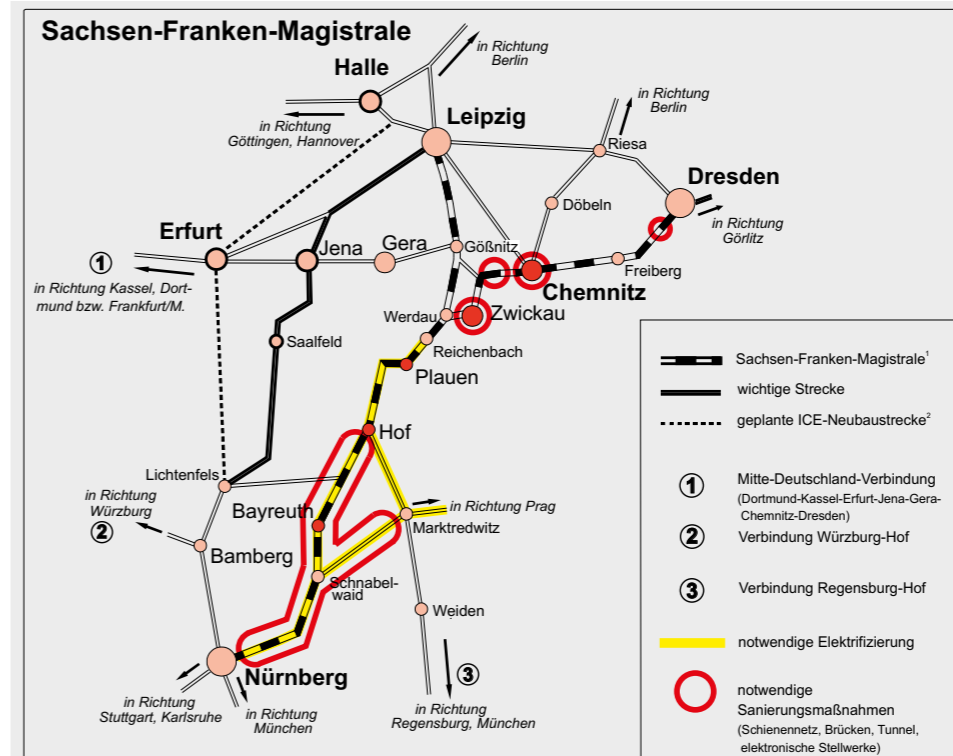 Sachsen-Franken-Magistrale
in Richtung
Berlin
Halle
in Richtung
Göttingen, Hannover
Leipzig
in Richtung
Berlin
Riesa
Dresden
in Richtung
Görlitz
Döbeln
Erfurt
Jena
Gera
Gößnitz
Freiberg
Chemnitz
1
in Richtung Kassel, Dort-
mund bzw. Frankfurt/M.
Werdau
Zwickau
Saalfeld
Reichenbach
Plauen
Hof
Lichtenfels
in Richtung
Würzburg
2
Bayreuth
in Richtung Prag
Marktredwitz
Bamberg
Schnabel-
waid
Weiden
Nürnberg
3
in Richtung
Stuttgart, Karlsruhe
in Richtung
München
in Richtung
Regensburg, München
Sachsen-Franken-Magistrale¹
wichtige Strecke
geplante ICE-Neubaustrecke²
1 Mitte-Deutschland-Verbindung
(Dortmund-Kassel-Erfurt-Jena-Gera-
Chemnitz-Dresden)
2 Verbindung Würzburg-Hof
3 Verbindung Regensburg-Hof
notwendige Elektrifizierung
notwendige
Sanierungsmaßnahmen
(Schienennetz, Brücken, Tunnel,
elektronische Stellwerke)